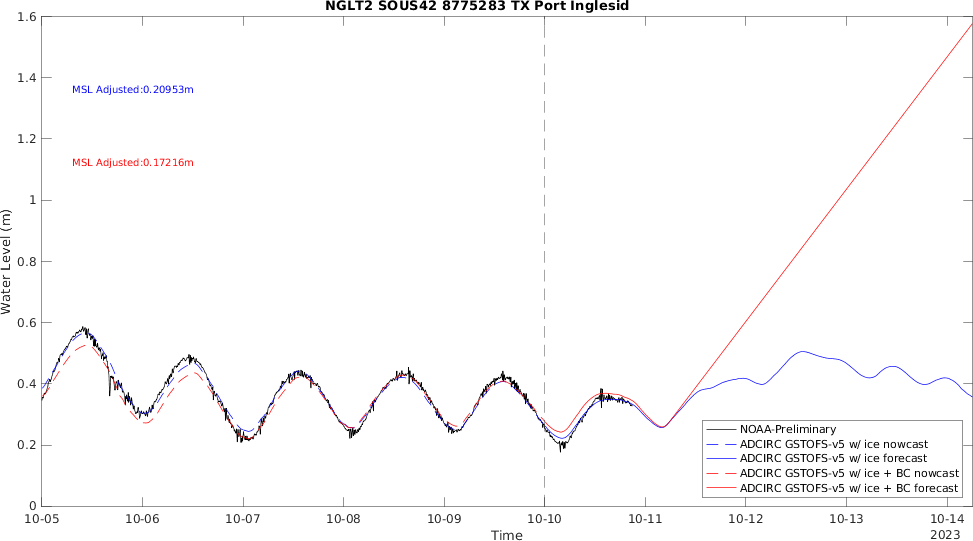 NGLT2 SOUS42 8775283 TX Port Inglesid
Water Level (m)
1.6
1.4
1.2
1
0.8
0.6
0.4
0.2
0
MSL Adjusted:0.20953m
MSL Adjusted:0.17216m
NOAA-Preliminary
ADCIRC GSTOFS-v5 w/ ice nowcast
ADCIRC GSTOFS-v5 w/ ice forecast
ADCIRC GSTOFS-v5 w/ ice + BC nowcast
ADCIRC GSTOFS-v5 w/ ice + BC forecast
10-05 10-06 10-07 10-08 10-09 10-10 10-11 10-12 10-13 10-14
2023
Time